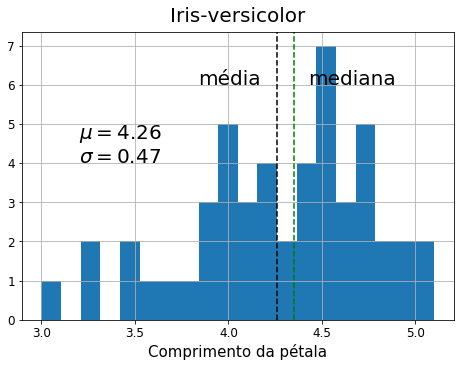 Iris-versicolor
7
6
5
4
3
2
1
0
média
mediana
μ = 4.26
σ = 0.47
3.0 3.5 4.0 4.5 5.0
Comprimento da pétala